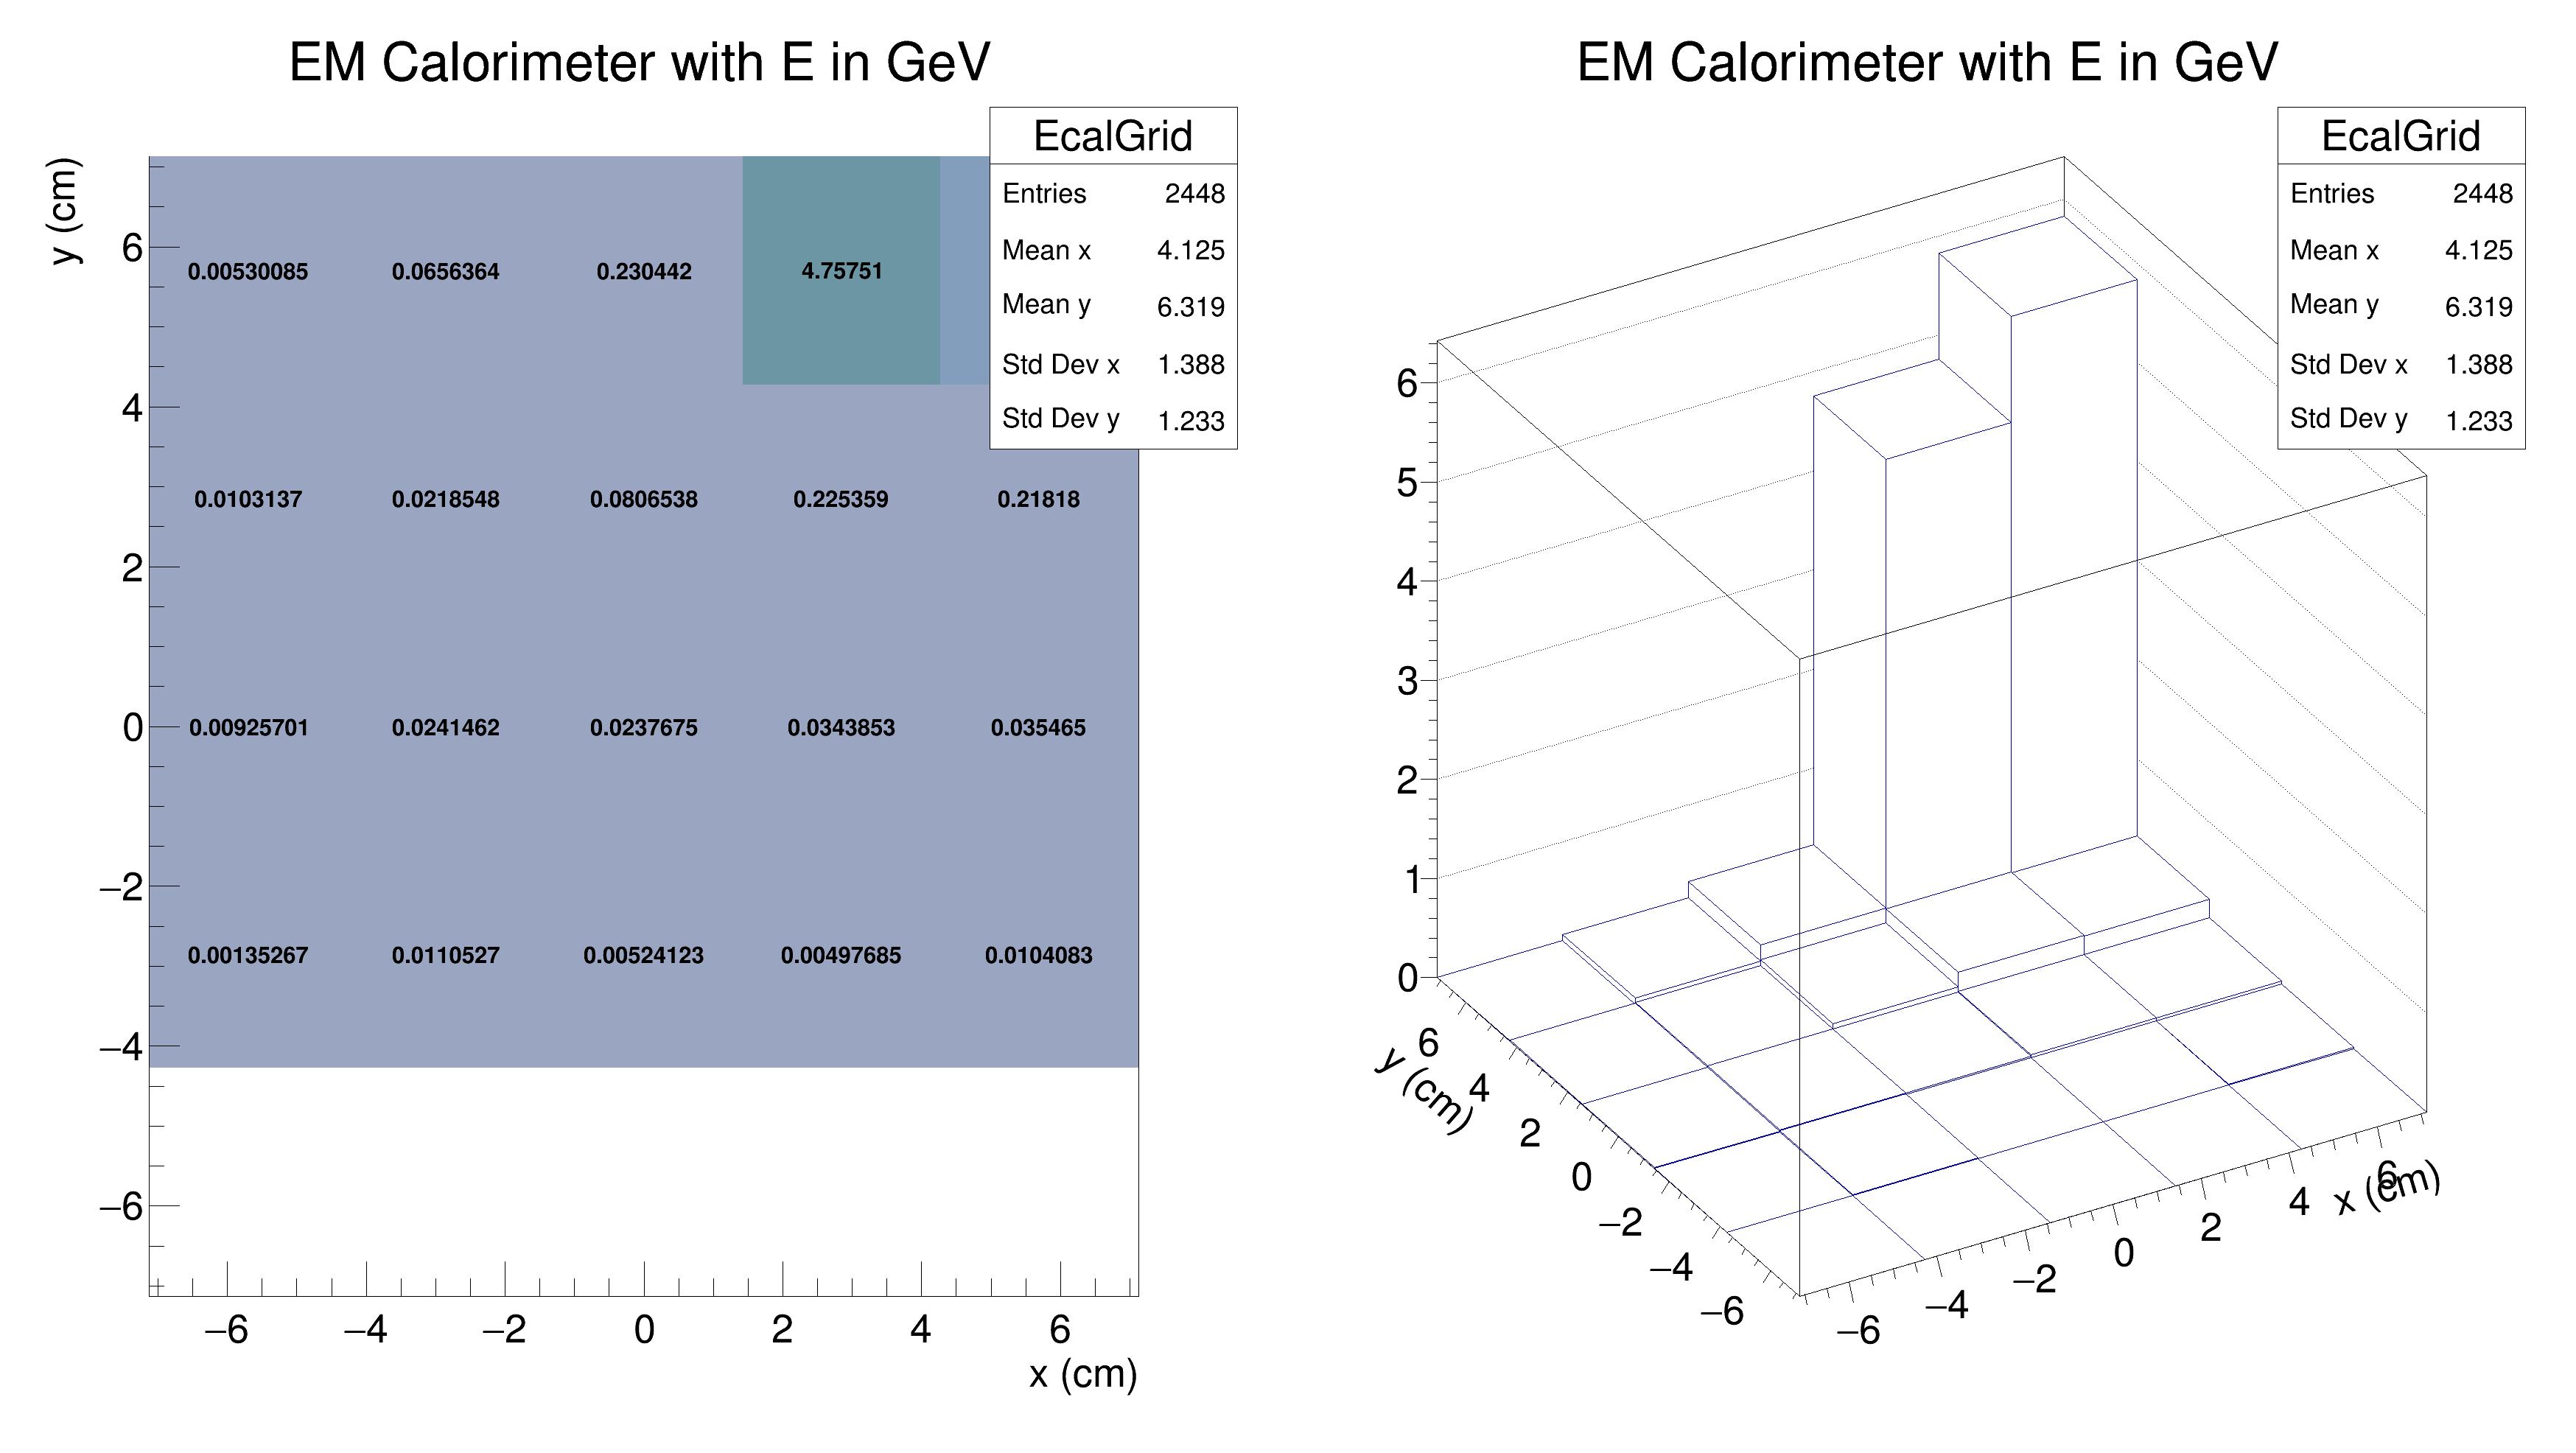 EM Calorimeter with E in GeV
EcalGrid
Entries 2448
Mean x 4.125
Mean y 6.319
Std Dev x 1.388
Std Dev y 1.233
y (cm)
6
4
2
0
−2
−4
−6
0.00530085 0.0656364 0.230442 4.75751
0.0103137 0.0218548 0.0806538 0.225359 0.21818
0.00925701 0.0241462 0.0237675 0.0343853 0.035465
0.00135267 0.0110527 0.00524123 0.00497685 0.0104083
−6 −4 −2 0 2 4 6
x (cm)
EM Calorimeter with E in GeV
EcalGrid
Entries 2448
Mean x 4.125
Mean y 6.319
Std Dev x 1.388
Std Dev y 1.233
6
5
4
3
2
1
0
y (cm)
6
4
2
0
−2
−4
−6
−6
−4
−2
0
2
4
6
x (cm)